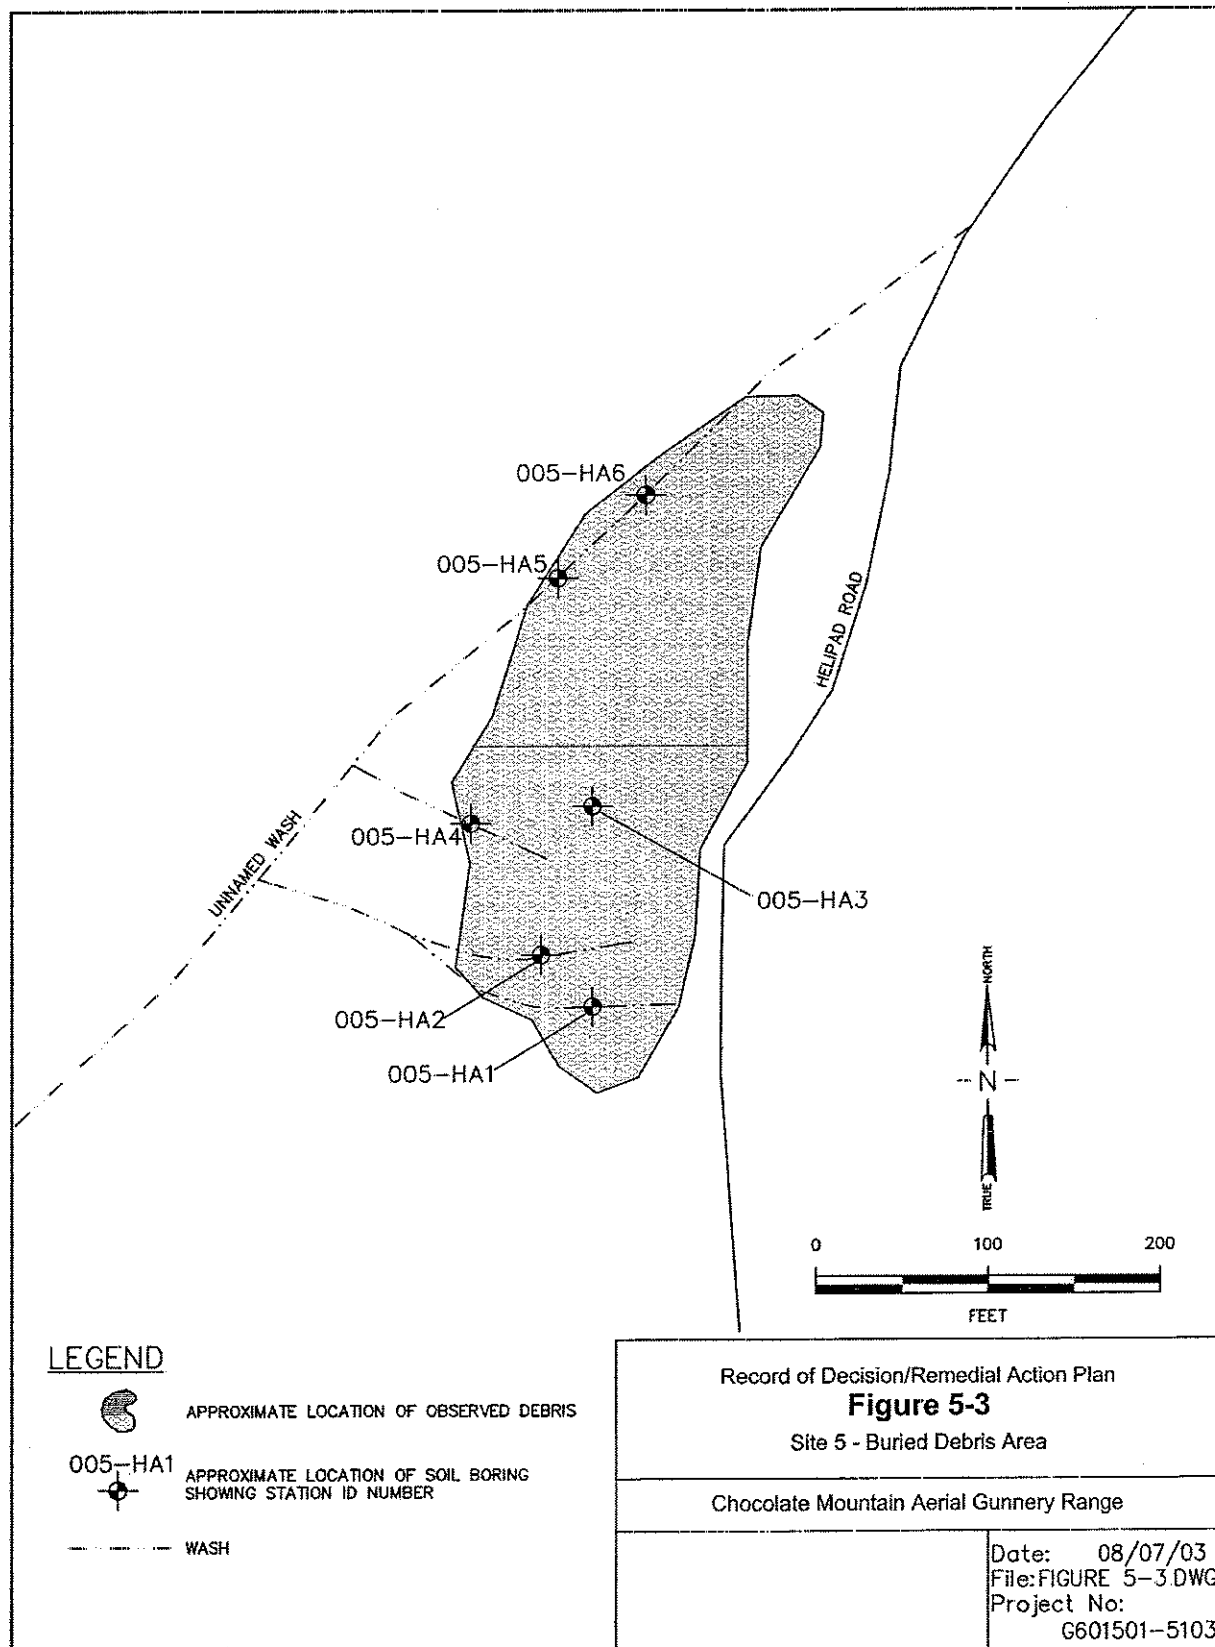 005-HA6
005-HA5
HELIPAD ROAD
005-HA4
UNNAMED WASH
005-HA3
005-HA2
005-HA1
NORTH
N
TRUE
0 100 200
FEET
LEGEND
APPROXIMATE LOCATION OF OBSERVED DEBRIS
005-HA1
APPROXIMATE LOCATION OF SOIL BORING
SHOWING STATION ID NUMBER
WASH
Record of Decision/Remedial Action Plan
Figure 5-3
Site 5 - Buried Debris Area
Chocolate Mountain Aerial Gunnery Range
Date: 08/07/03
File:FIGURE 5-3.DWG
Project No:
G601501-5103